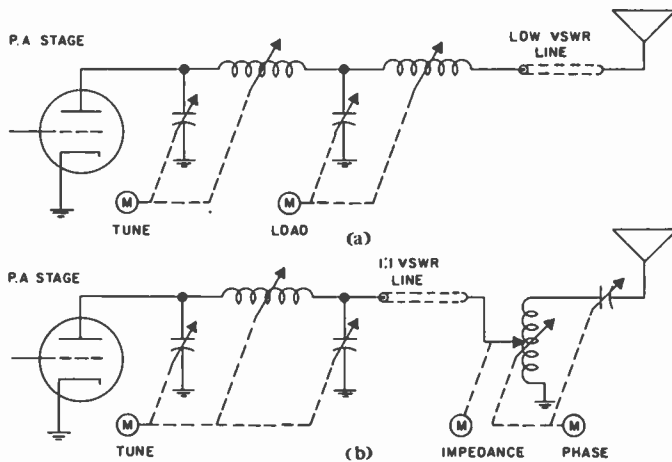 P.A STAGE
LOW VSWR
LINE
M
M
TUNE
LOAD
(a)
P.A STAGE
1:1 VSWR
LINE
M
M
M
TUNE
(b)
IMPEDANCE
PHASE